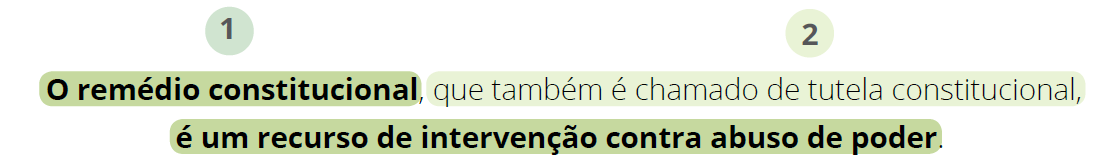 1 2
O remédio constitucional, que também é chamado de tutela constitucional,
é um recurso de intervenção contra abuso de poder.